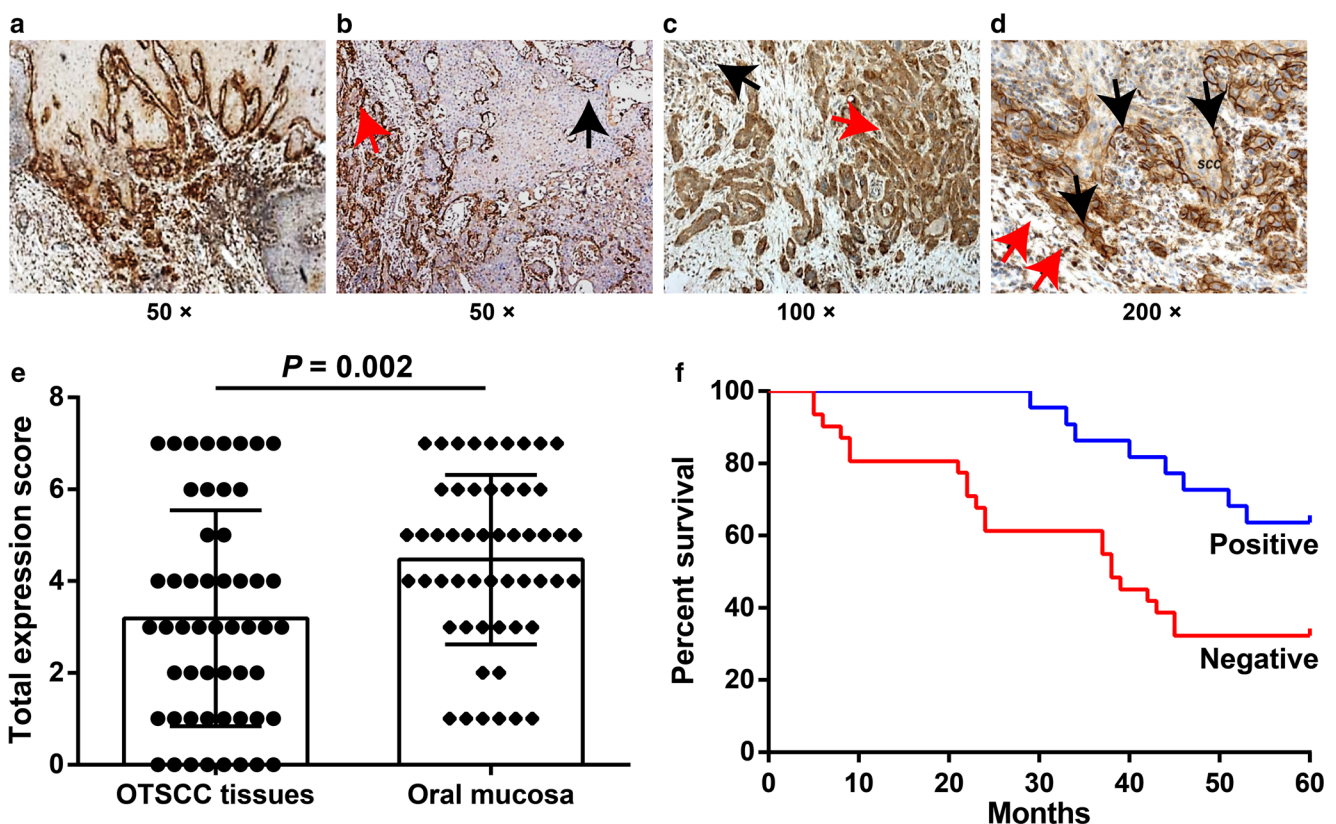 a
b
c
d
scc
50 ×
50 ×
100 ×
200 ×
e
P = 0.002
Total expression score
8
6
4
2
0
OTSCC tissues
Oral mucosa
f
Percent survival
100
80
60
40
20
0
Positive
Negative
0 10 20 30 40 50 60
Months